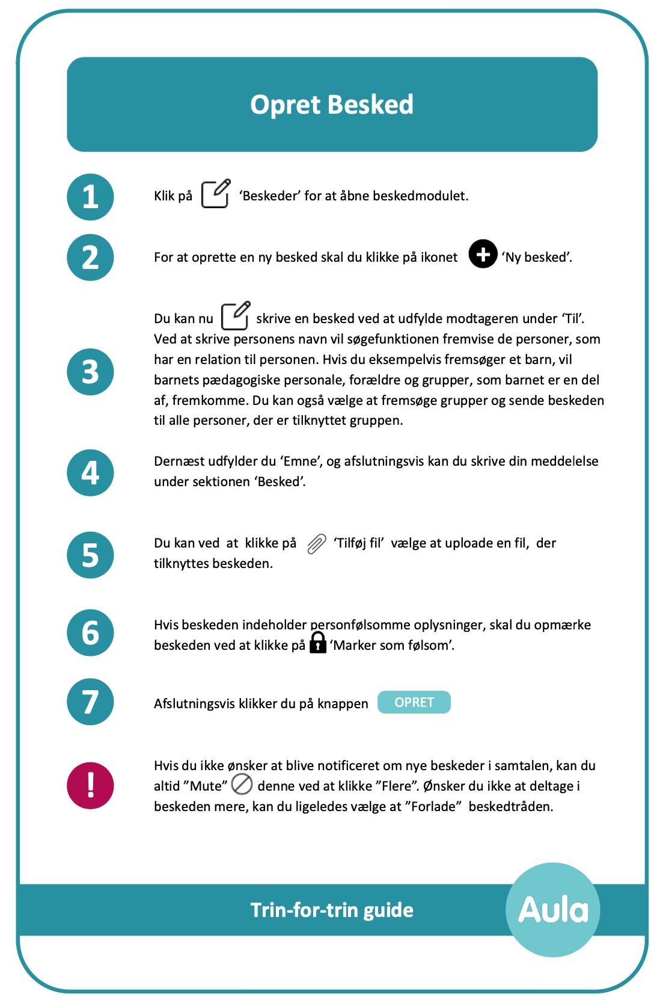 Opret Besked
1
Klik på ‘Beskeder’ for at åbne beskedmodulet.
2
For at oprette en ny besked skal du klikke på ikonet ‘Ny besked’.
3
Du kan nu skrive en besked ved at udfylde modtageren under ‘Til’.
Ved at skrive personens navn vil søgefunktionen fremvise de personer, som
har en relation til personen. Hvis du eksempelvis fremsøger et barn, vil
barnets pædagogiske personale, forældre og grupper, som barnet er en del
af, fremkomme. Du kan også vælge at fremsøge grupper og sende beskeden
til alle personer, der er tilknyttet gruppen.
4
Dernæst udfylder du ‘Emne’, og afslutningsvis kan du skrive din meddelelse
under sektionen ‘Besked’.
5
Du kan ved at klikke på ‘Tilføj fil’ vælge at uploade en fil, der
tilknyttes beskeden.
6
Hvis beskeden indeholder personfølsomme oplysninger, skal du opmærke
beskeden ved at klikke på ‘Marker som følsom’.
7
Afslutningsvis klikker du på knappen OPRET
!
Hvis du ikke ønsker at blive notificeret om nye beskeder i samtalen, kan du
altid ”Mute” denne ved at klikke ”Flere”. Ønsker du ikke at deltage i
beskeden mere, kan du ligeledes vælge at ”Forlade” beskedtråden.
Trin-for-trin guide
Aula